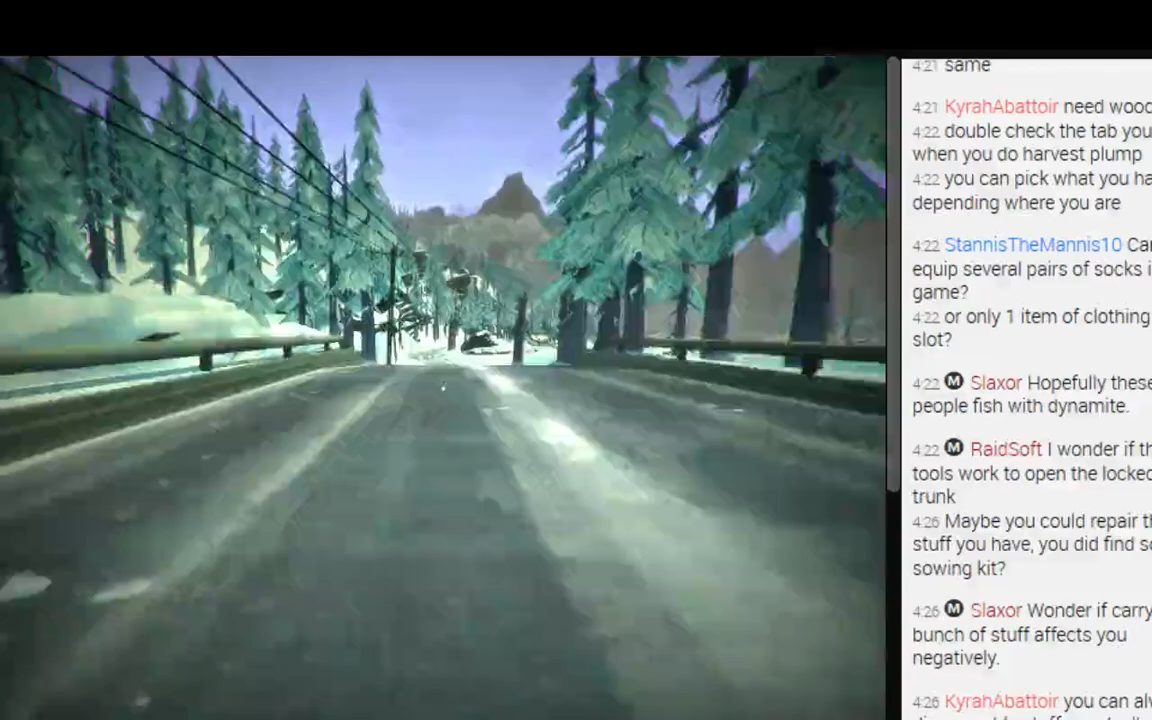 4:21 same
4:21 KyrahAbattoir need wood
4:22 double check the tab you
when you do harvest plump
4:22 you can pick what you ha
depending where you are
4:22 StannisTheMannis10 Can
equip several pairs of socks i
game?
4:22 or only 1 item of clothing
slot?
4:22 M Slaxor Hopefully these
people fish with dynamite.
4:22 M RaidSoft I wonder if th
tools work to open the locked
trunk
4:26 Maybe you could repair th
stuff you have, you did find so
sowing kit?
4:26 M Slaxor Wonder if carry
bunch of stuff affects you
negatively.
4:26 KyrahAbattoir you can alv